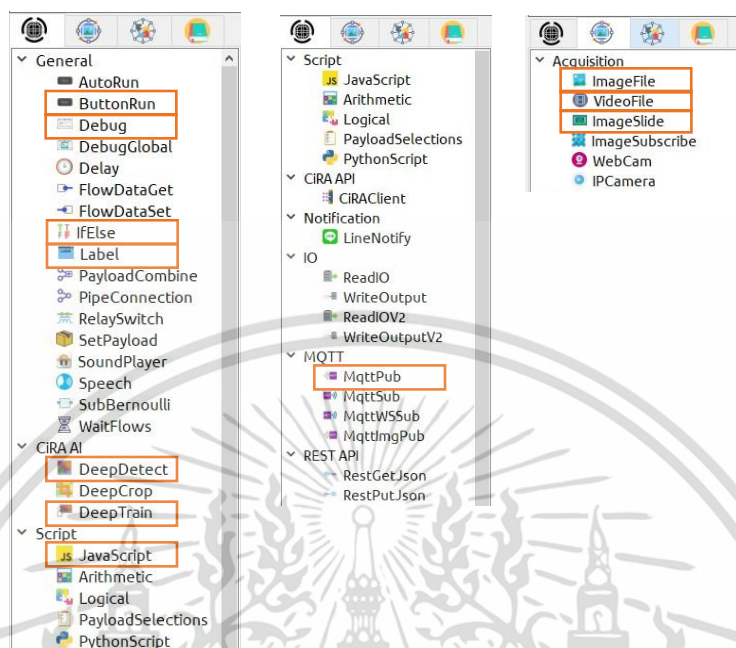 General
AutoRun
ButtonRun
Debug
DebugGlobal
Delay
FlowDataGet
FlowDataSet
IfElse
Label
PayloadCombine
PipeConnection
RelaySwitch
SetPayload
SoundPlayer
Speech
SubBernoulli
WaitFlows
CiRA AI
DeepDetect
DeepCrop
DeepTrain
Script
JS JavaScript
Arithmetic
Logical
PayloadSelections
PythonScript
Script
JS JavaScript
Arithmetic
Logical
PayloadSelections
PythonScript
CiRA API
CiRAClient
Notification
LineNotify
IO
ReadIO
WriteOutput
ReadIOV2
WriteOutputV2
MQTT
MqttPub
MqttSub
MqttWSSub
MqttImgPub
REST API
RestGetJson
RestPutJson
Acquisition
ImageFile
VideoFile
ImageSlide
ImageSubscribe
WebCam
IPCamera